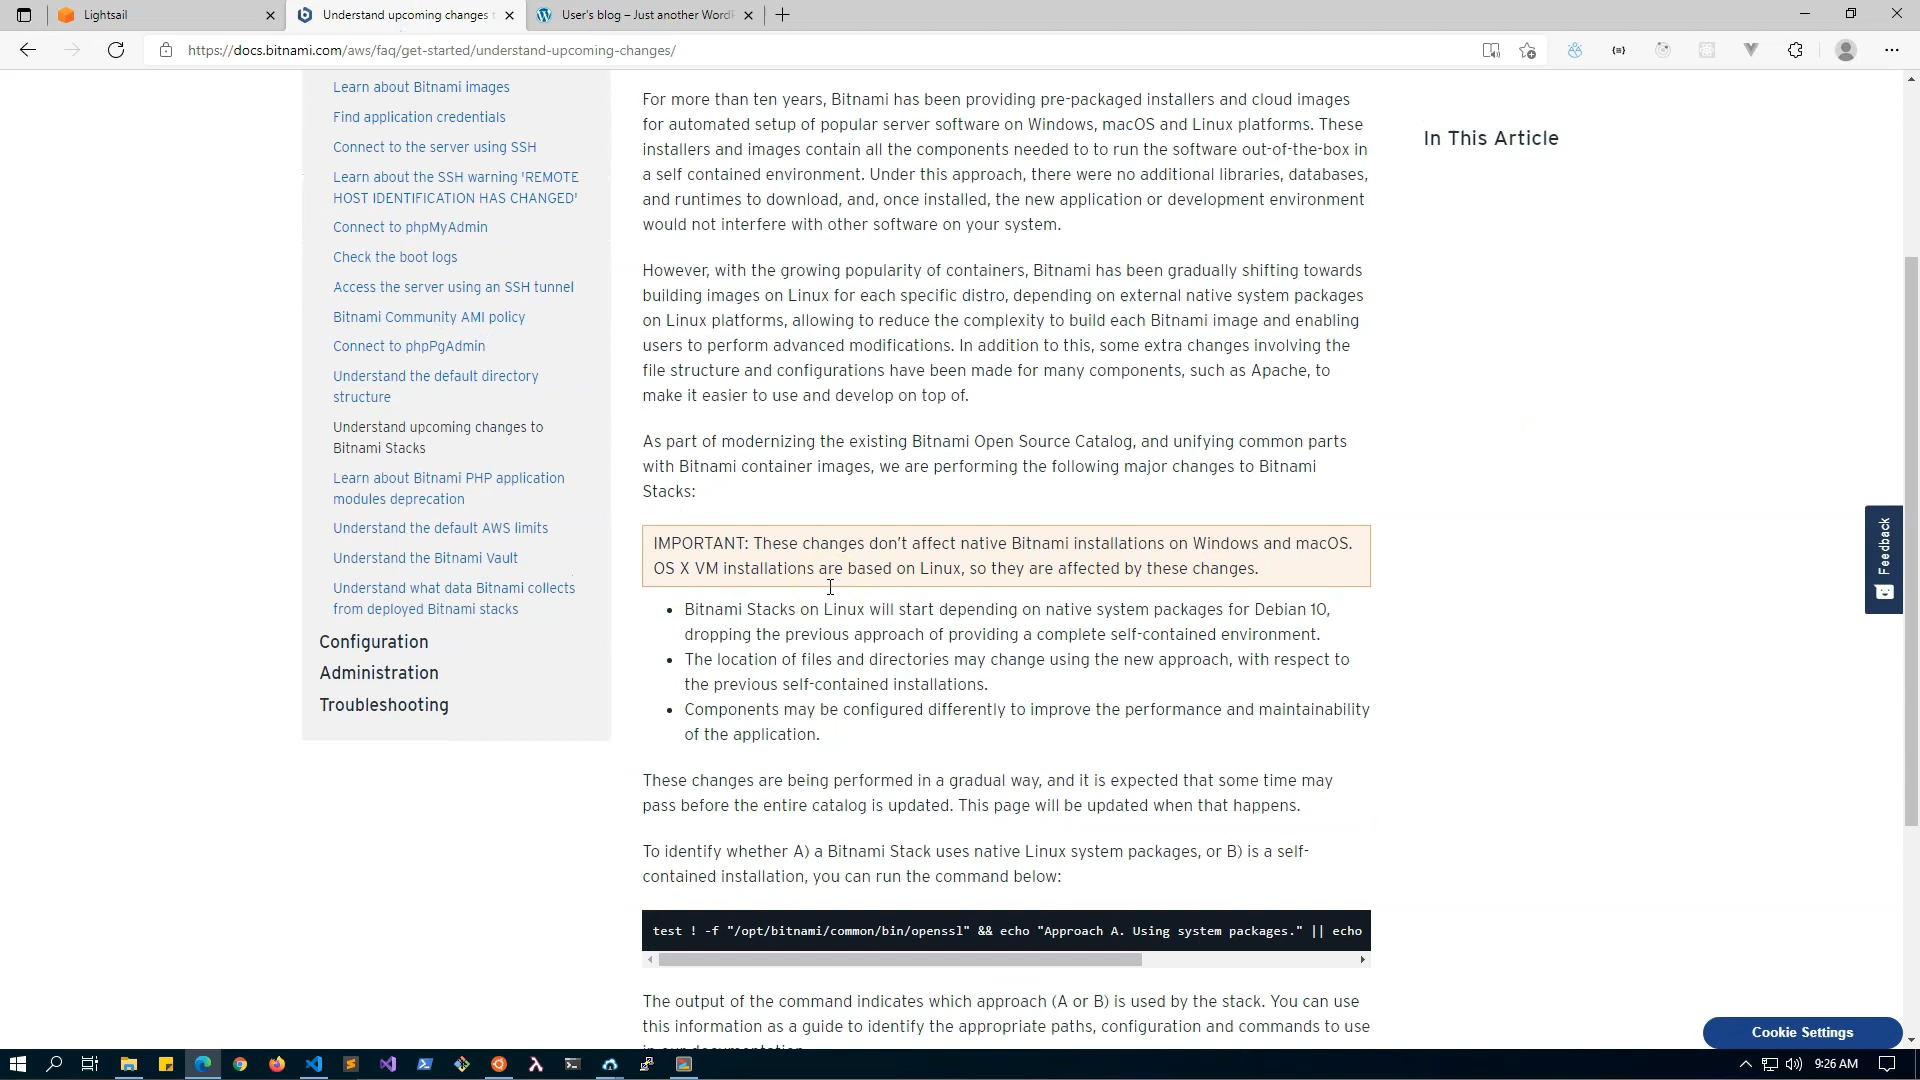 Lightsail
Understand upcoming changes t
User's blog – Just another WordP
https://docs.bitnami.com/aws/faq/get-started/understand-upcoming-changes/
Learn about Bitnami images
Find application credentials
Connect to the server using SSH
Learn about the SSH warning 'REMOTE
HOST IDENTIFICATION HAS CHANGED'
Connect to phpMyAdmin
Check the boot logs
Access the server using an SSH tunnel
Bitnami Community AMI policy
Connect to phpPgAdmin
Understand the default directory
structure
Understand upcoming changes to
Bitnami Stacks
Learn about Bitnami PHP application
modules deprecation
Understand the default AWS limits
Understand the Bitnami Vault
Understand what data Bitnami collects
from deployed Bitnami stacks
Configuration
Administration
Troubleshooting
For more than ten years, Bitnami has been providing pre-packaged installers and cloud images
for automated setup of popular server software on Windows, macOS and Linux platforms. These
installers and images contain all the components needed to to run the software out-of-the-box in
a self contained environment. Under this approach, there were no additional libraries, databases,
and runtimes to download, and, once installed, the new application or development environment
would not interfere with other software on your system.
However, with the growing popularity of containers, Bitnami has been gradually shifting towards
building images on Linux for each specific distro, depending on external native system packages
on Linux platforms, allowing to reduce the complexity to build each Bitnami image and enabling
users to perform advanced modifications. In addition to this, some extra changes involving the
file structure and configurations have been made for many components, such as Apache, to
make it easier to use and develop on top of.
As part of modernizing the existing Bitnami Open Source Catalog, and unifying common parts
with Bitnami container images, we are performing the following major changes to Bitnami
Stacks:
IMPORTANT: These changes don't affect native Bitnami installations on Windows and macOS.
OS X VM installations are based on Linux, so they are affected by these changes.
• Bitnami Stacks on Linux will start depending on native system packages for Debian 10,
dropping the previous approach of providing a complete self-contained environment.
• The location of files and directories may change using the new approach, with respect to
the previous self-contained installations.
• Components may be configured differently to improve the performance and maintainability
of the application.
These changes are being performed in a gradual way, and it is expected that some time may
pass before the entire catalog is updated. This page will be updated when that happens.
To identify whether A) a Bitnami Stack uses native Linux system packages, or B) is a self-
contained installation, you can run the command below:
test ! -f "/opt/bitnami/common/bin/openssl" && echo "Approach A. Using system packages." || echo
The output of the command indicates which approach (A or B) is used by the stack. You can use
this information as a guide to identify the appropriate paths, configuration and commands to use
in our documentation.
In This Article
Feedback
Cookie Settings
9:26 AM